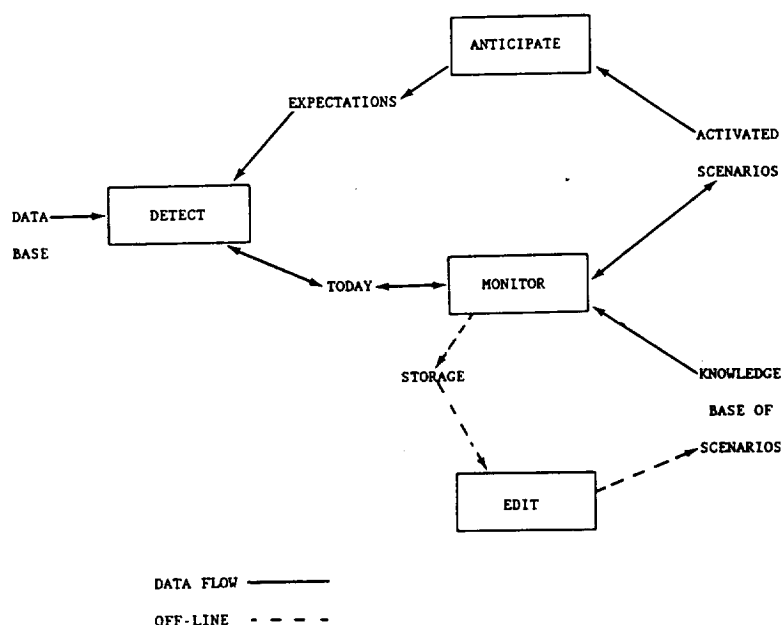 ANTICIPATE
EXPECTATIONS
ACTIVATED
SCENARIOS
DATA
BASE
DETECT
TODAY
MONITOR
STORAGE
KNOWLEDGE
BASE OF
SCENARIOS
EDIT
DATA FLOW
OFF-LINE